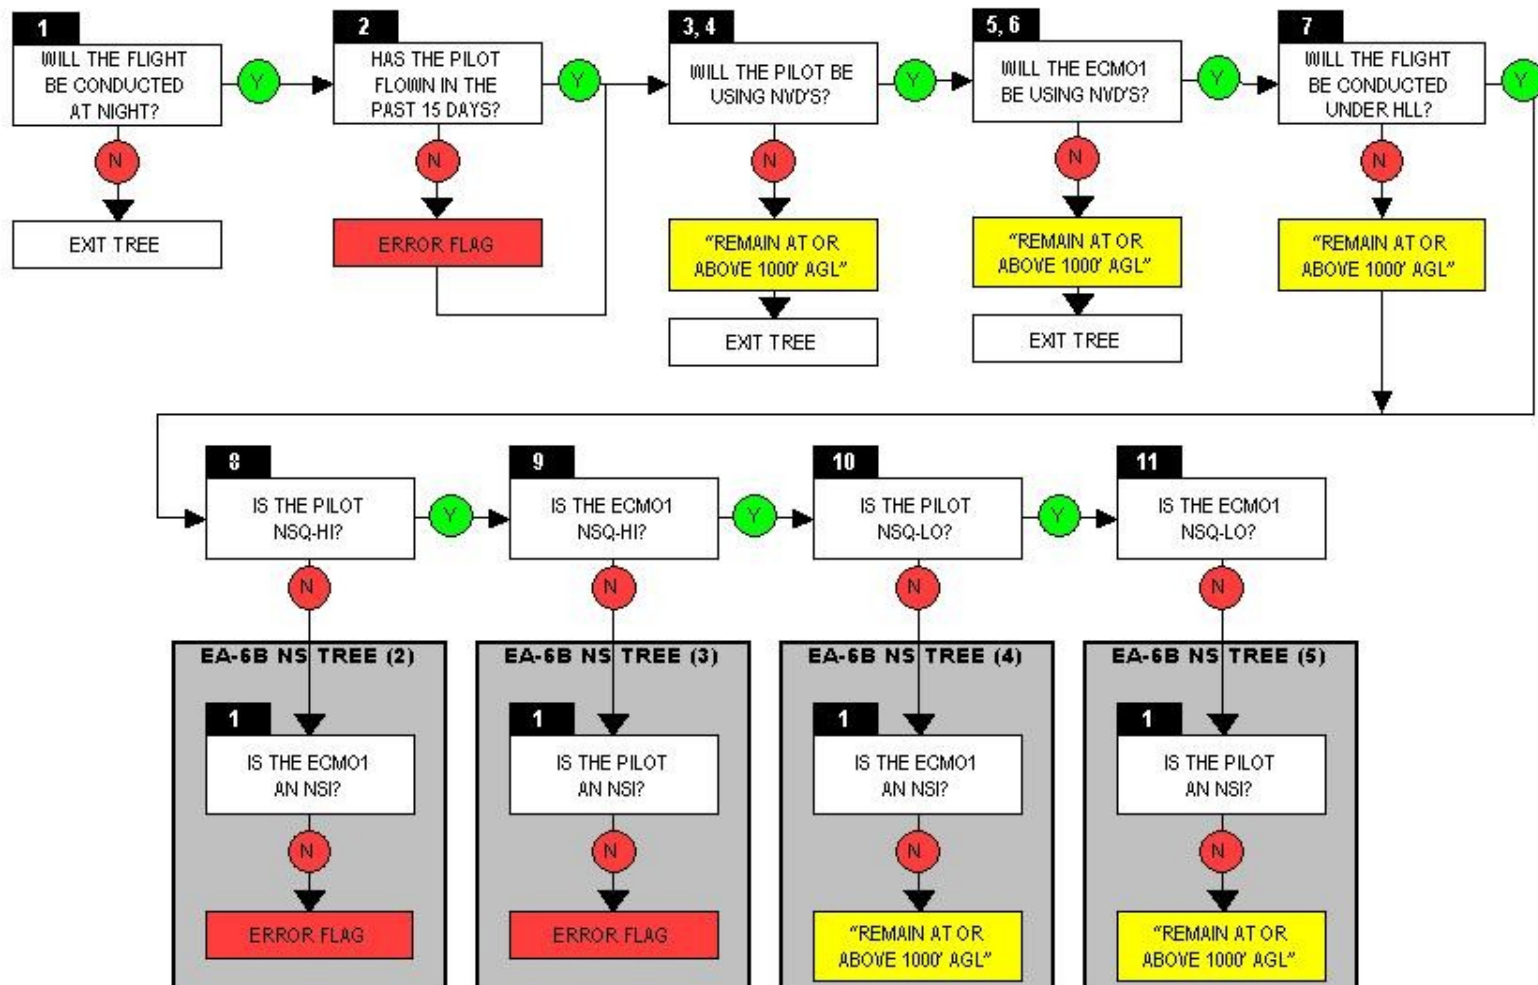 1
WILL THE FLIGHT
BE CONDUCTED
AT NIGHT?
Y
N
EXIT TREE
2
HAS THE PILOT
FLOWN IN THE
PAST 15 DAYS?
Y
N
ERROR FLAG
3, 4
WILL THE PILOT BE
USING NVD'S?
Y
N
"REMAIN AT OR
ABOVE 1000' AGL"
EXIT TREE
5, 6
WILL THE ECMO1
BE USING NVD'S?
Y
N
"REMAIN AT OR
ABOVE 1000' AGL"
EXIT TREE
7
WILL THE FLIGHT
BE CONDUCTED
UNDER HLL?
Y
N
"REMAIN AT OR
ABOVE 1000' AGL"
8
IS THE PILOT
NSQ-HI?
Y
N
EA-6B NS TREE (2)
1
IS THE ECMO1
AN NSI?
N
ERROR FLAG
9
IS THE ECMO1
NSQ-HI?
Y
N
EA-6B NS TREE (3)
1
IS THE PILOT
AN NSI?
N
ERROR FLAG
10
IS THE PILOT
NSQ-LO?
Y
N
EA-6B NS TREE (4)
1
IS THE ECMO1
AN NSI?
N
"REMAIN AT OR
ABOVE 1000' AGL"
11
IS THE ECMO1
NSQ-LO?
N
EA-6B NS TREE (5)
1
IS THE PILOT
AN NSI?
N
"REMAIN AT OR
ABOVE 1000' AGL"